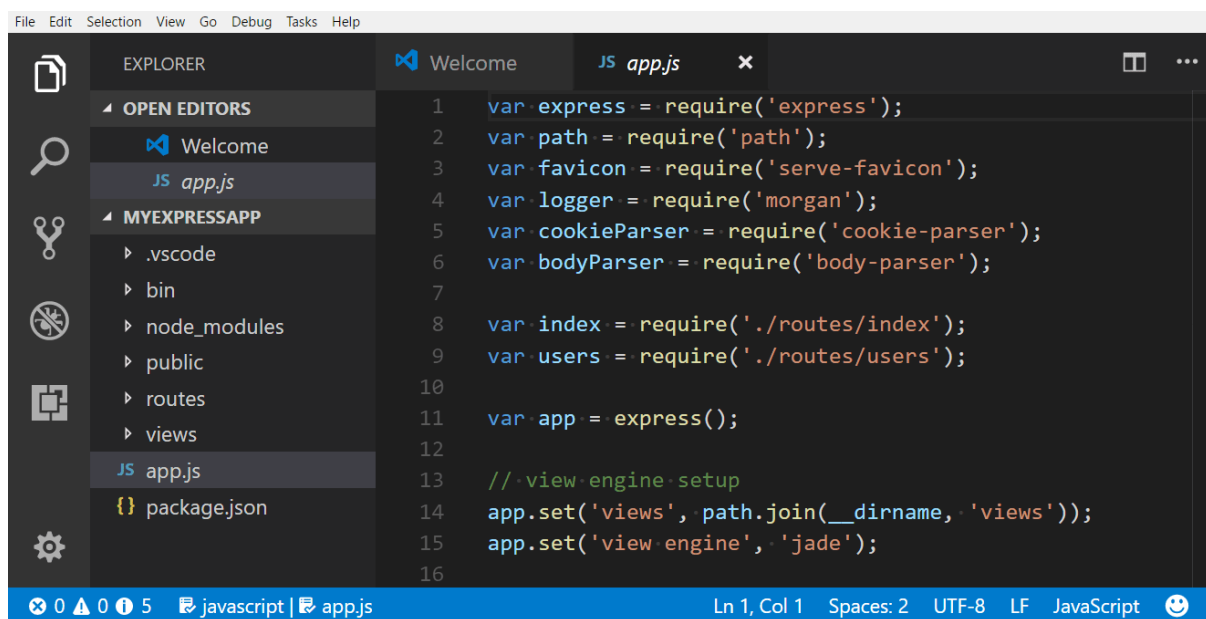 File Edit Selection View Go Debug Tasks Help
EXPLORER
OPEN EDITORS
Welcome
JS app.js
MYEXPRESSAPP
.vscode
bin
node_modules
public
routes
views
JS app.js
{} package.json
Welcome JS app.js
1 var express = require('express');
2 var path = require('path');
3 var favicon = require('serve-favicon');
4 var logger = require('morgan');
5 var cookieParser = require('cookie-parser');
6 var bodyParser = require('body-parser');
7
8 var index = require('./routes/index');
9 var users = require('./routes/users');
10
11 var app = express();
12
13 // view engine setup
14 app.set('views', path.join(__dirname, 'views'));
15 app.set('view engine', 'jade');
16
0 0 5 javascript | app.js Ln 1, Col 1 Spaces: 2 UTF-8 LF JavaScript